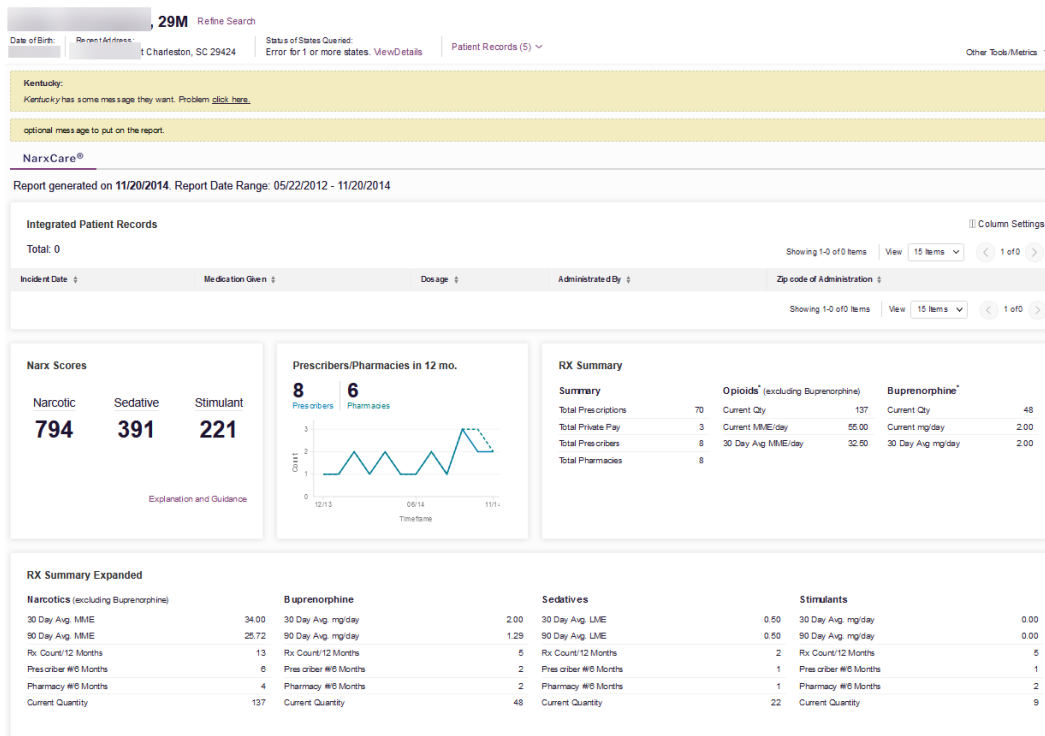 , 29M Refine Search
Date of Birth: Recent Address: Status of States Queried:
t Charleston, SC 29424 Error for 1 or more states. ViewDetails Patient Records (5) Other Tools/Metrics
Kentucky:
Kentucky has some message they want. Problem click here.
optional message to put on the report.
NarxCare®
Report generated on 11/20/2014. Report Date Range: 05/22/2012 - 11/20/2014
Integrated Patient Records Column Settings
Total: 0
Showing 1-0 of 0 Items View 15 Items 1 of 0
Incident Date Medication Given Dosage Administrated By Zip code of Administration
Showing 1-0 of 0 Items View 15 Items 1 of 0
Narx Scores
Narcotic Sedative Stimulant
794 391 221
Explanation and Guidance
Prescribers/Pharmacies in 12 mo.
8 6
Prescribers Pharmacies
3
2
1
0
Count
12/13 06/14 11/1
Timeframe
RX Summary
Summary Opioids* (excluding Buprenorphine) Buprenorphine*
Total Prescriptions 70 Current Qty 137 Current Qty 48
Total Private Pay 3 Current MME/day 55.00 Current mg/day 2.00
Total Prescribers 8 30 Day Avg MME/day 32.50 30 Day Avg mg/day 2.00
Total Pharmacies 8
RX Summary Expanded
Narcotics (excluding Buprenorphine) Buprenorphine Sedatives Stimulants
30 Day Avg. MME 34.00 30 Day Avg. mg/day 2.00 30 Day Avg. LME 0.50 30 Day Avg. mg/day 0.00
90 Day Avg. MME 25.72 90 Day Avg. mg/day 1.29 90 Day Avg. LME 0.50 90 Day Avg. mg/day 0.00
Rx Count/12 Months 13 Rx Count/12 Months 5 Rx Count/12 Months 2 Rx Count/12 Months 5
Prescriber #/6 Months 6 Prescriber #/6 Months 2 Prescriber #/6 Months 1 Prescriber #/6 Months 1
Pharmacy #/6 Months 4 Pharmacy #/6 Months 2 Pharmacy #/6 Months 1 Pharmacy #/6 Months 2
Current Quantity 137 Current Quantity 48 Current Quantity 22 Current Quantity 9